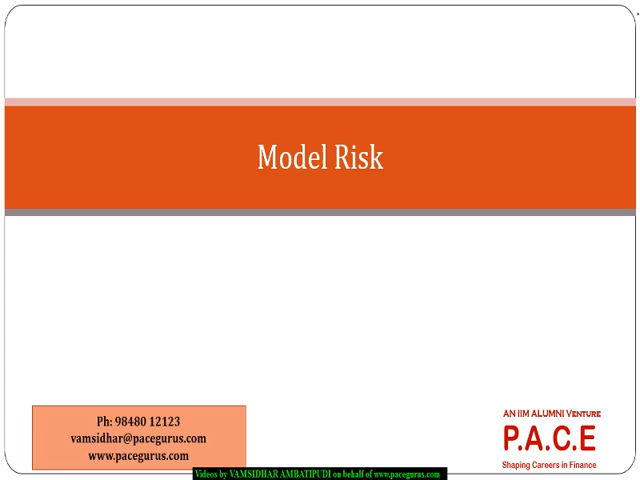 Model Risk
Ph: 98480 12123
vamsidhar@pacegurus.com
www.pacegurus.com
AN IIM ALUMNI VENTURE
P.A.C.E
Shaping Careers in Finance
Videos by VAMSIDHAR AMBATIPUDI on behalf of www.pacegurus.com